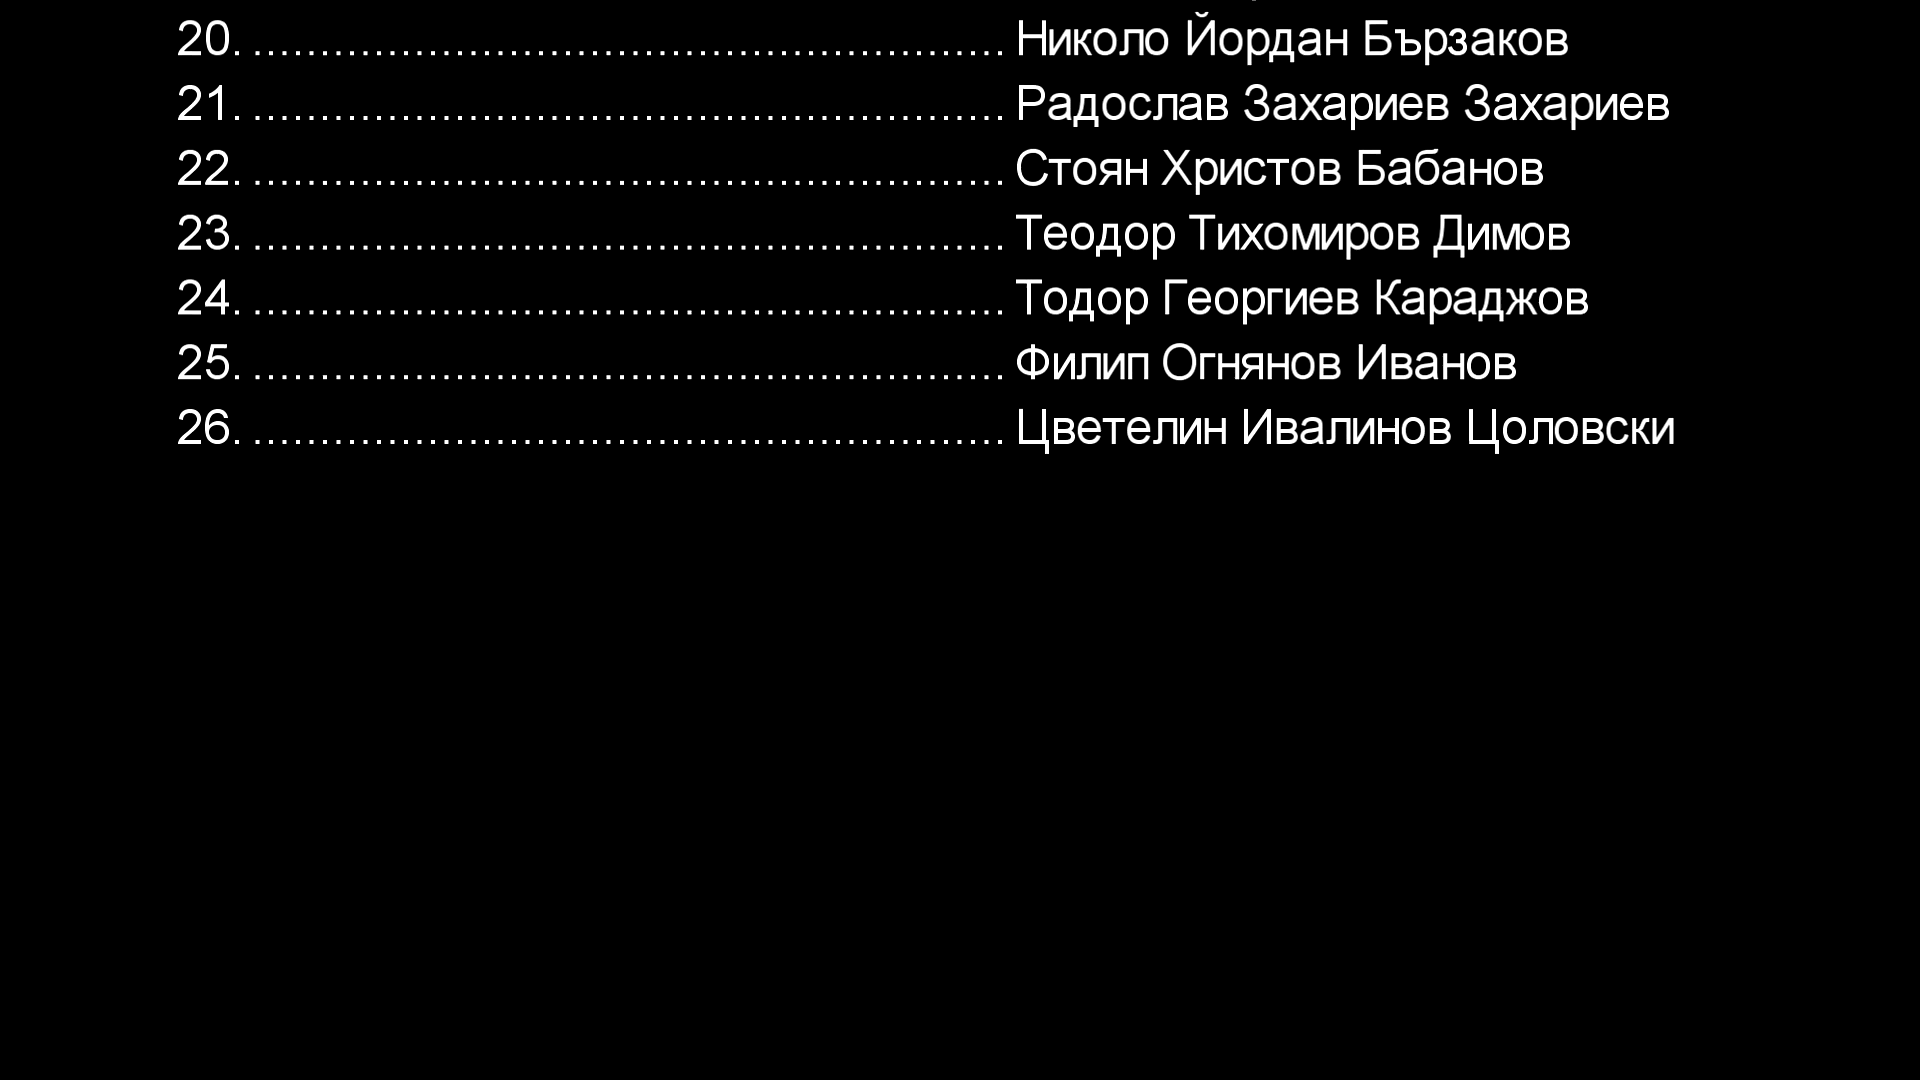 20. ........................................................ Николо Йордан Бързаков
21. ........................................................ Радослав Захариев Захариев
22. ........................................................ Стоян Христов Бабанов
23. ........................................................ Теодор Тихомиров Димов
24. ........................................................ Тодор Георгиев Караджов
25. ........................................................ Филип Огнянов Иванов
26. ........................................................ Цветелин Ивалинов Цоловски